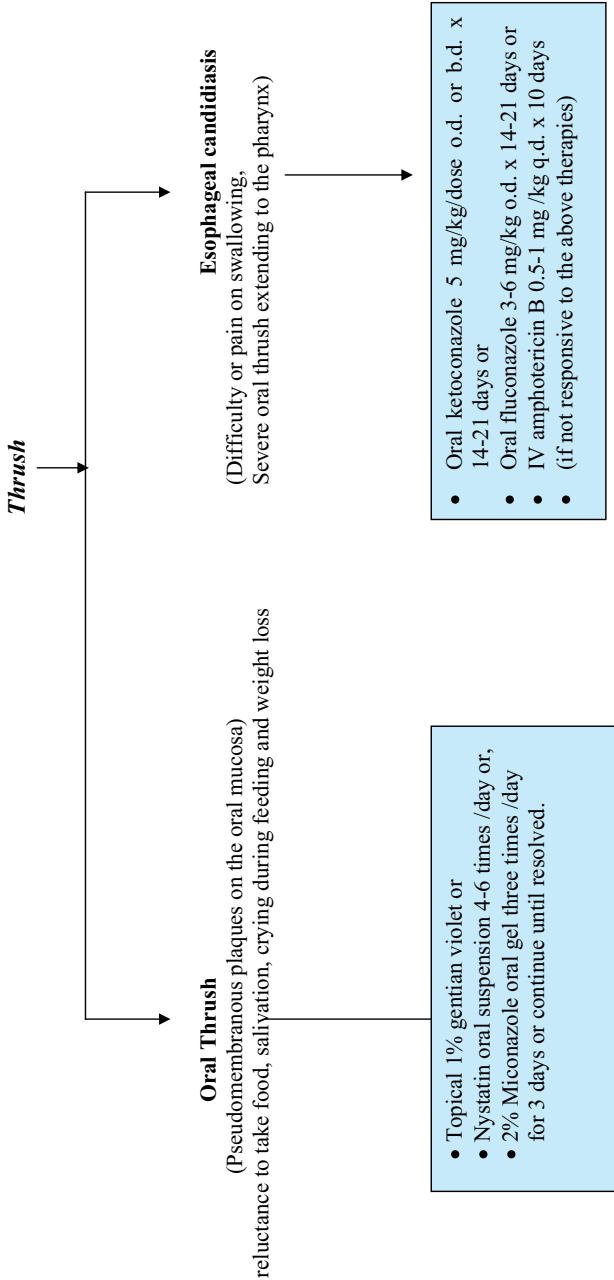 Thrush
Oral Thrush
(Pseudomembranous plaques on the oral mucosa)
reluctance to take food, salivation, crying during feeding and weight loss
• Topical 1% gentian violet or
• Nystatin oral suspension 4-6 times /day or,
• 2% Miconazole oral gel three times /day
for 3 days or continue until resolved.
Esophageal candidiasis
(Difficulty or pain on swallowing,
Severe oral thrush extending to the pharynx)
• Oral ketoconazole 5 mg/kg/dose o.d. or b.d. x
14-21 days or
• Oral fluconazole 3-6 mg/kg o.d. x 14-21 days or
• IV amphotericin B 0.5-1 mg /kg q.d. x 10 days
• (if not responsive to the above therapies)